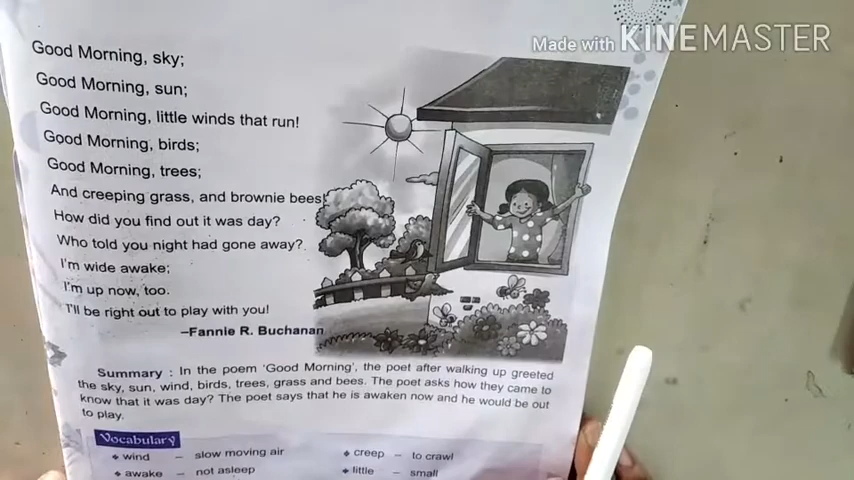 Made with KINEMASTER
Good Morning, sky;
Good Morning, sun;
Good Morning, little winds that run!
Good Morning, birds;
Good Morning, trees;
And creeping grass, and brownie bees
How did you find out it was day?
Who told you night had gone away?
I'm wide awake;
I'm up now, too.
I'll be right out to play with you!
–Fannie R. Buchanan
Summary : In the poem 'Good Morning', the poet after walking up greeted
the sky, sun, wind, birds, trees, grass and bees. The poet asks how they came to
know that it was day? The poet says that he is awaken now and he would be out
to play.
Vocabulary
wind – slow moving air creep – to crawl
awake – not asleep little – small